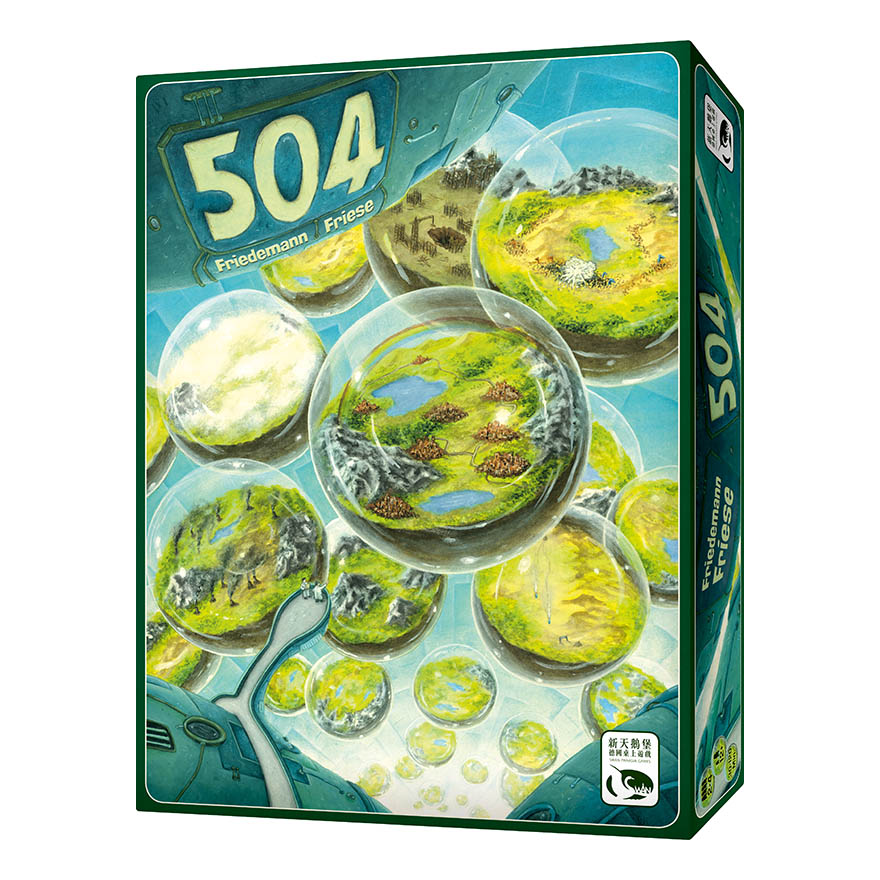 504
Friedemann Friese
新天鵝堡
德國桌上遊戲
SWAN PANASIA GAMES
SWAN
504
Friedemann
Friese